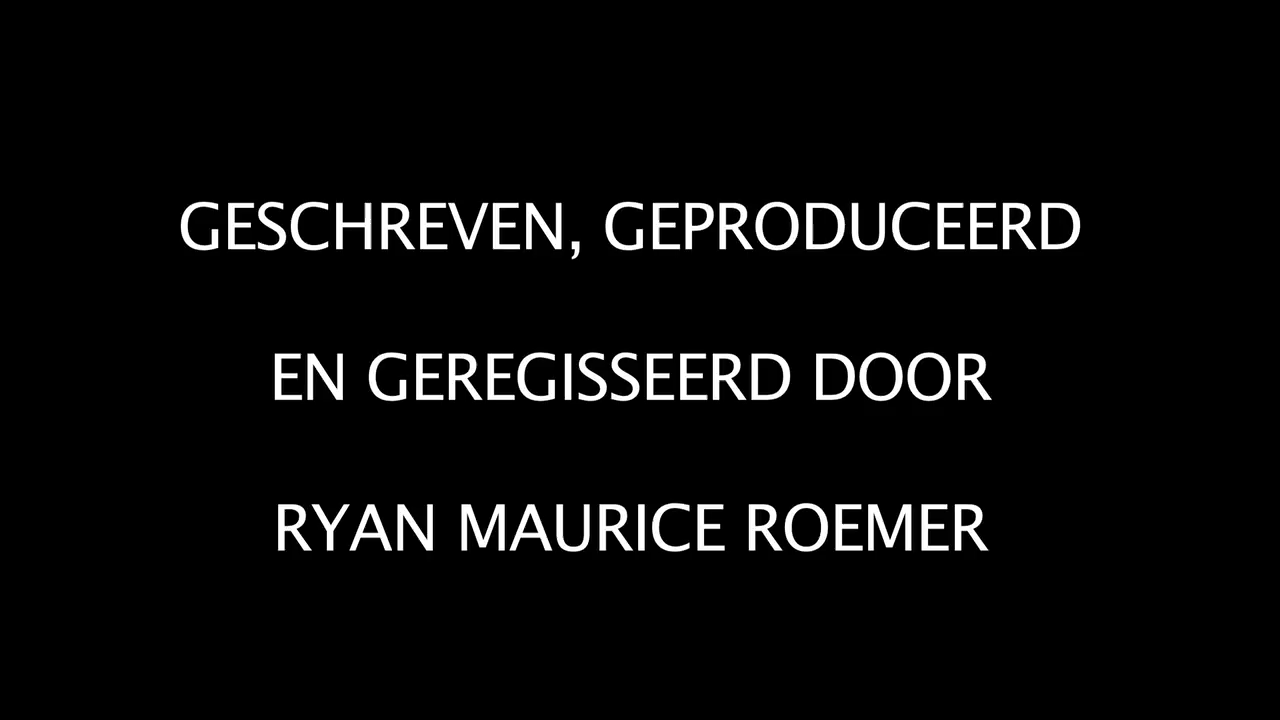 GESCHREVEN, GEPRODUCEERD
EN GEREGISSEERD DOOR
RYAN MAURICE ROEMER